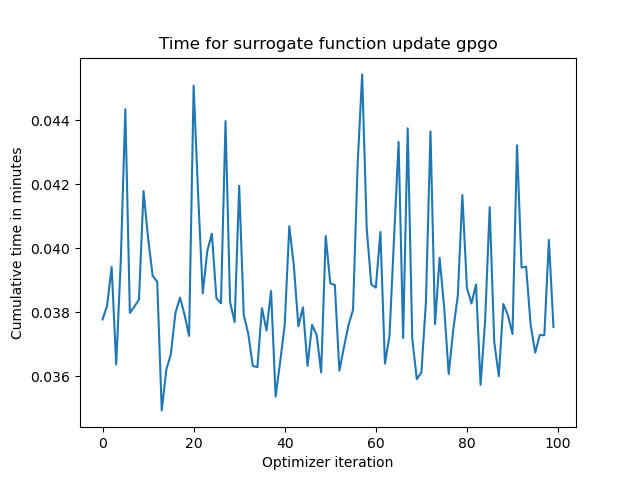 Time for surrogate function update gpgo
Cumulative time in minutes
0.044
0.042
0.040
0.038
0.036
0 20 40 60 80 100
Optimizer iteration